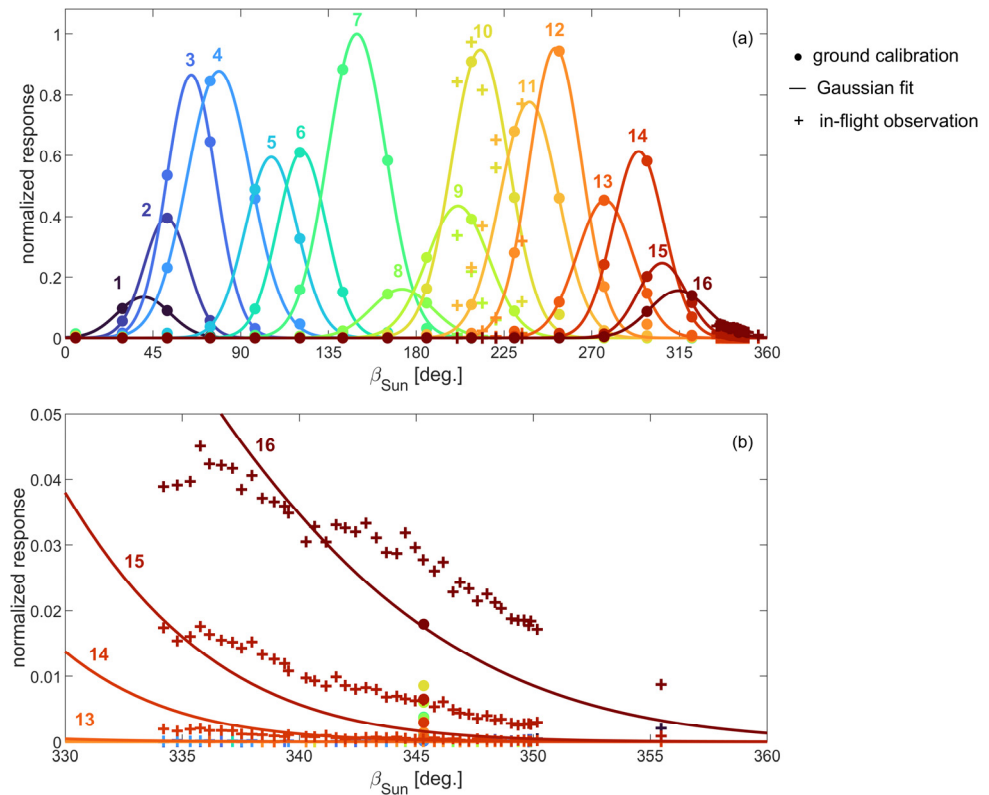 (a)
normalized response
1
0.8
0.6
0.4
0.2
0
1
2
3
4
5
6
7
8
9
10
11
12
13
14
15
16
0 45 90 135 180 225 270 315 360
βSun [deg.]
ground calibration
Gaussian fit
in-flight observation
(b)
normalized response
0.05
0.04
0.03
0.02
0.01
0
16
15
14
13
330 335 340 345 350 355 360
βSun [deg.]